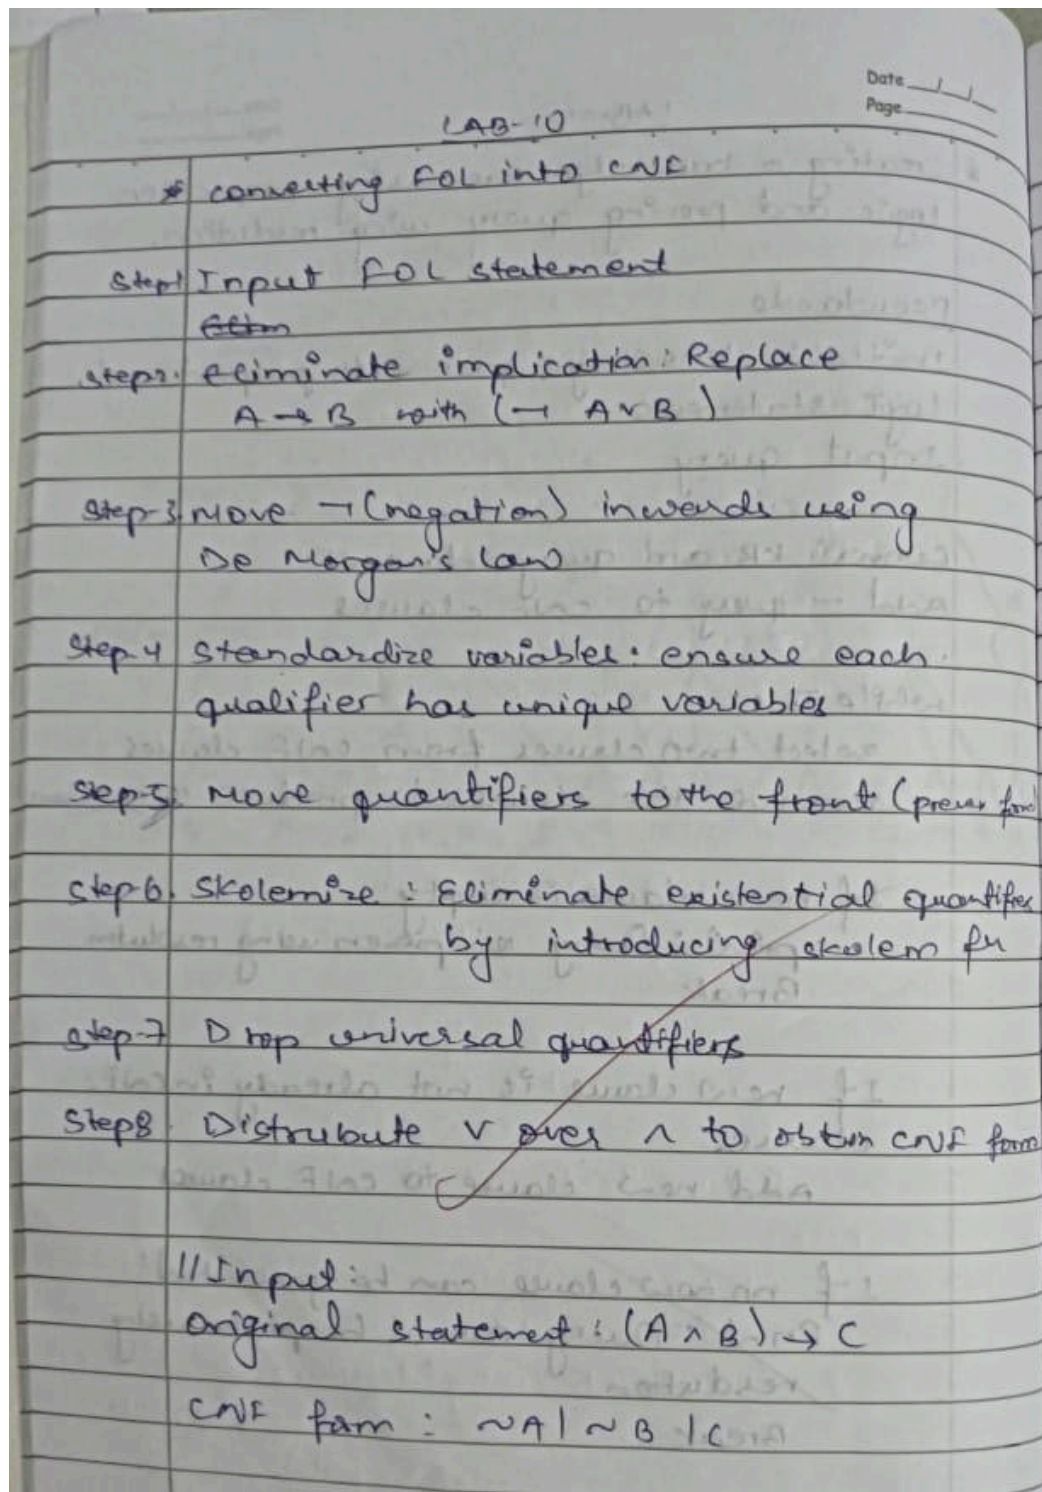 Date
Page
LAB-10
* converting FOL into CNF
Step1 Input FOL statement
step2. eliminate implication: Replace
A → B with (¬ A v B)
Step-3 Move ¬ (negation) inwards using
De Morgan's law
Step-4 Standardize variables: ensure each
qualifier has unique variables
Step-5. Move quantifiers to the front (prenex form)
step-6. Skolemize : Eliminate existential quantifier
by introducing skolem fn
step-7 Drop universal quantifiers
Step8 Distrubute v over ^ to obtn CNF form
// Input:
Original statement : (A ^ B) → C
CNF form : ~A | ~B | C